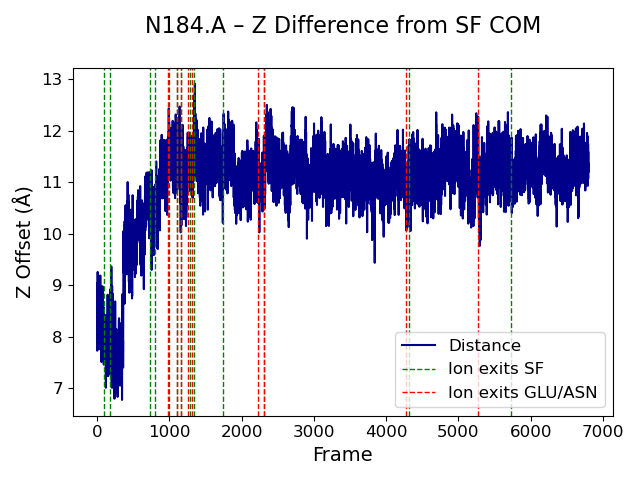 N184.A – Z Difference from SF COM
13
12
11
10
9
8
7
Z Offset (Å)
Distance
Ion exits SF
Ion exits GLU/ASN
0 1000 2000 3000 4000 5000 6000 7000
Frame